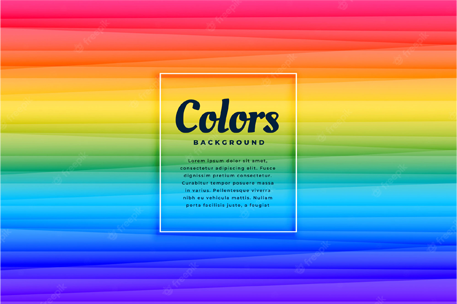 Colors
BACKGROUND
Lorem ipsum dolor sit amet,
consectetur adipiscing elit. Fusce
dignissim pretium consectetur.
Curabitur tempor posuere massa
in varius. Pellentesque viverra
nibh eu vehicula mattis. Nullam
porta facilisis justo, a feugiat